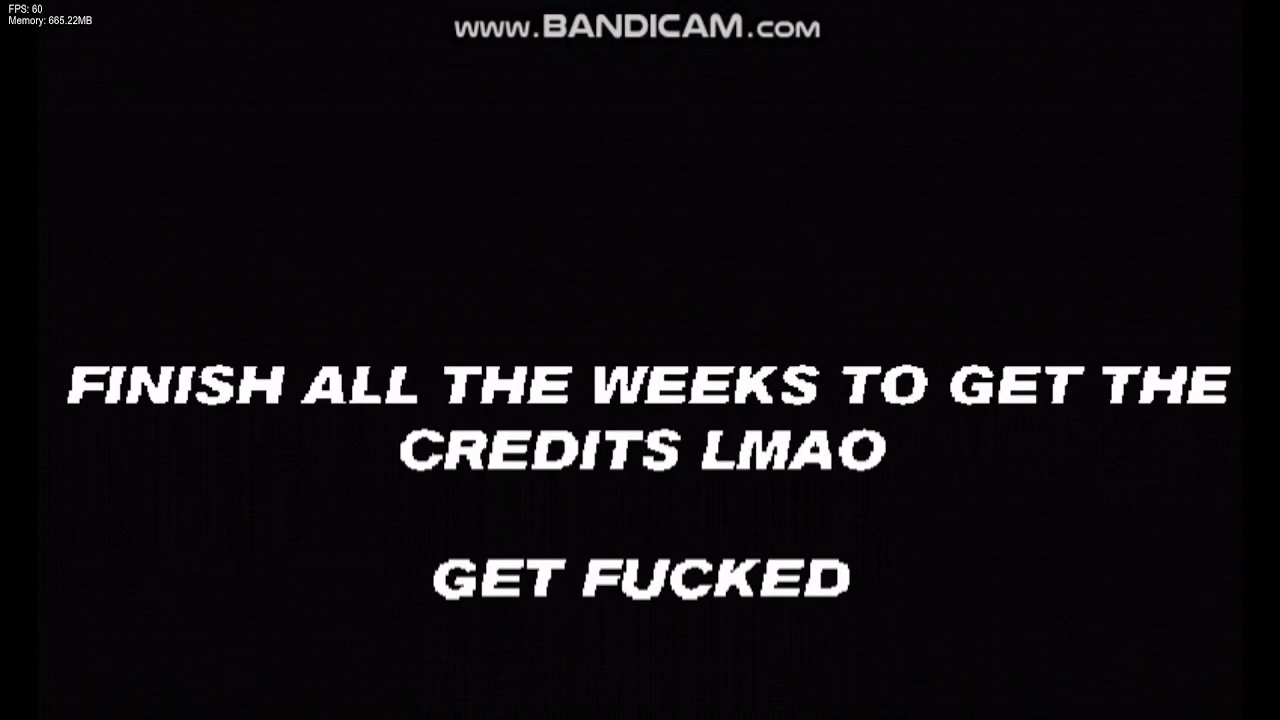 FPS: 60
Memory: 665.22MB
www.BANDICAM.com
FINISH ALL THE WEEKS TO GET THE
CREDITS LMAO
GET FUCKED